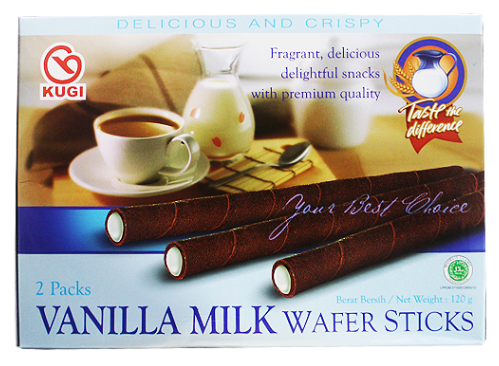 DELICIOUS AND CRISPY
KUGI
Fragrant, delicious
delightful snacks
with premium quality
Taste the
difference
Your Best Choice
2 Packs
Berat Bersih / Net Weight : 120 g
VANILLA MILK WAFER STICKS